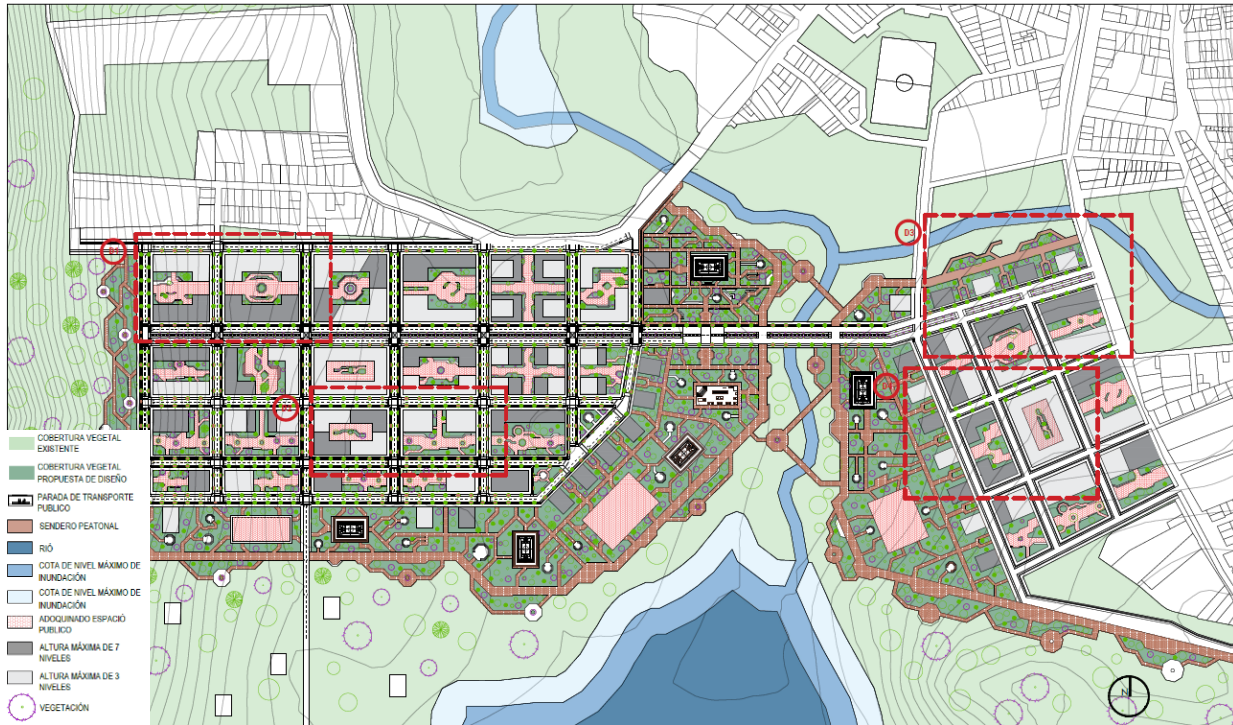 D3
COBERTURA VEGETAL
EXISTENTE
COBERTURA VEGETAL
PROPUESTA DE DISEÑO
PARADA DE TRANSPORTE
PUBLICO
SENDERO PEATONAL
RIÓ
COTA DE NIVEL MÁXIMO DE
INUNDACIÓN
COTA DE NIVEL MÁXIMO DE
INUNDACIÓN
ADOQUINADO ESPACIÓ
PUBLICO
ALTURA MÁXIMA DE 7
NIVELES
ALTURA MÁXIMA DE 3
NIVELES
VEGETACIÓN
N